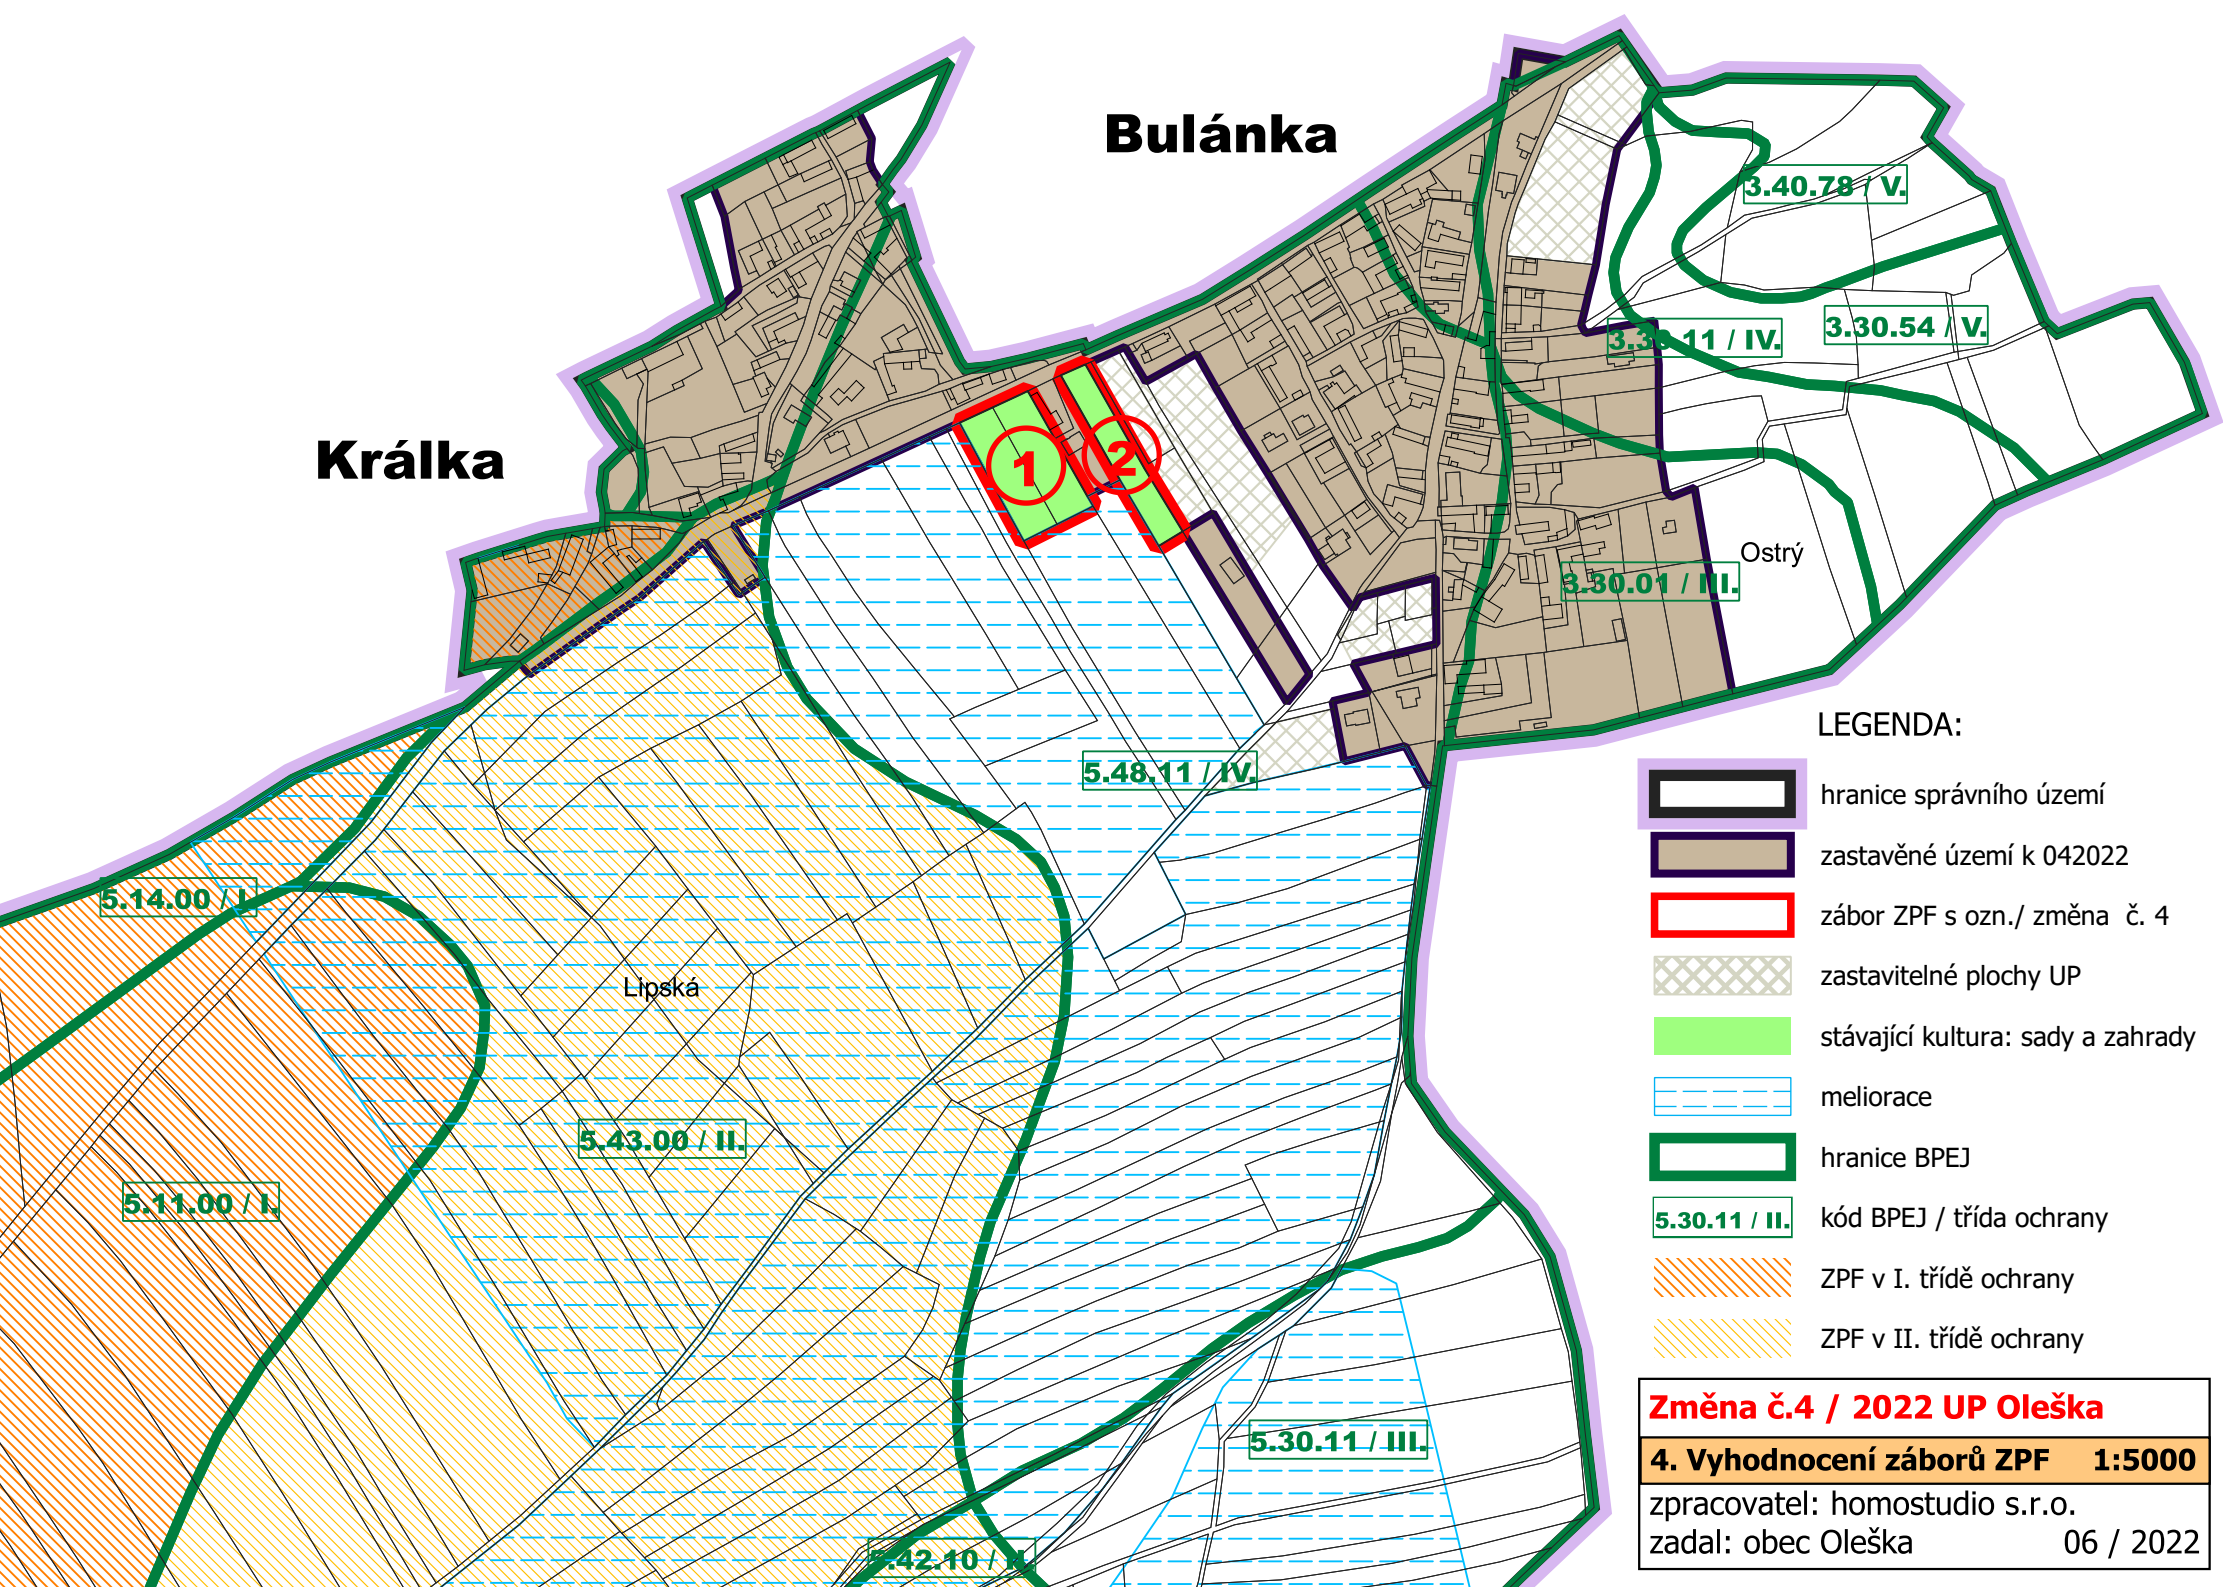 Bulánka
Králka
3.40.78 / V.
3.30.11 / IV.
3.30.54 / V.
1
2
Ostrý
3.30.01 / III.
5.48.11 / IV.
5.14.00 / I.
Lipská
5.43.00 / II.
5.11.00 / I.
5.30.11 / III.
5.42.10 / II.
LEGENDA:
hranice správního území
zastavěné území k 042022
zábor ZPF s ozn./ změna č. 4
zastavitelné plochy UP
stávající kultura: sady a zahrady
meliorace
hranice BPEJ
5.30.11 / II. kód BPEJ / třída ochrany
ZPF v I. třídě ochrany
ZPF v II. třídě ochrany
Změna č.4 / 2022 UP Oleška
4. Vyhodnocení záborů ZPF 1:5000
zpracovatel: homostudio s.r.o.
zadal: obec Oleška 06 / 2022